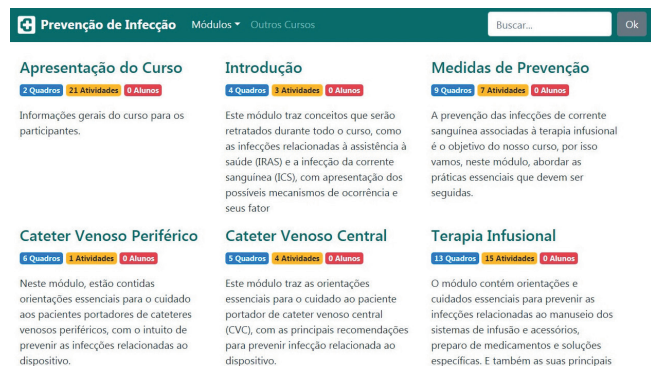 Prevenção de Infecção Módulos Outros Cursos Buscar... Ok
Apresentação do Curso
2 Quadros 21 Atividades 0 Alunos
Informações gerais do curso para os
participantes.
Introdução
4 Quadros 3 Atividades 0 Alunos
Este módulo traz conceitos que serão
retratados durante todo o curso, como
as infecções relacionadas à assistência à
saúde (IRAS) e a infecção da corrente
sanguínea (ICS), com apresentação dos
possíveis mecanismos de ocorrência e
seus fator
Medidas de Prevenção
9 Quadros 7 Atividades 0 Alunos
A prevenção das infecções de corrente
sanguínea associadas à terapia infusional
é o objetivo do nosso curso, por isso
vamos, neste módulo, abordar as
práticas essenciais que devem ser
seguidas.
Cateter Venoso Periférico
6 Quadros 1 Atividades 0 Alunos
Neste módulo, estão contidas
orientações essenciais para o cuidado
aos pacientes portadores de cateteres
venosos periféricos, com o intuito de
prevenir as infecções relacionadas ao
dispositivo.
Cateter Venoso Central
5 Quadros 4 Atividades 0 Alunos
Este módulo traz as orientações
essenciais para o cuidado ao paciente
portador de cateter venoso central
(CVC), com as principais recomendações
para prevenir infecção relacionada ao
dispositivo.
Terapia Infusional
13 Quadros 15 Atividades 0 Alunos
O módulo contém orientações e
cuidados essenciais para prevenir as
infecções relacionadas ao manuseio dos
sistemas de infusão e acessórios,
preparo de medicamentos e soluções
específicas. E também as suas principais